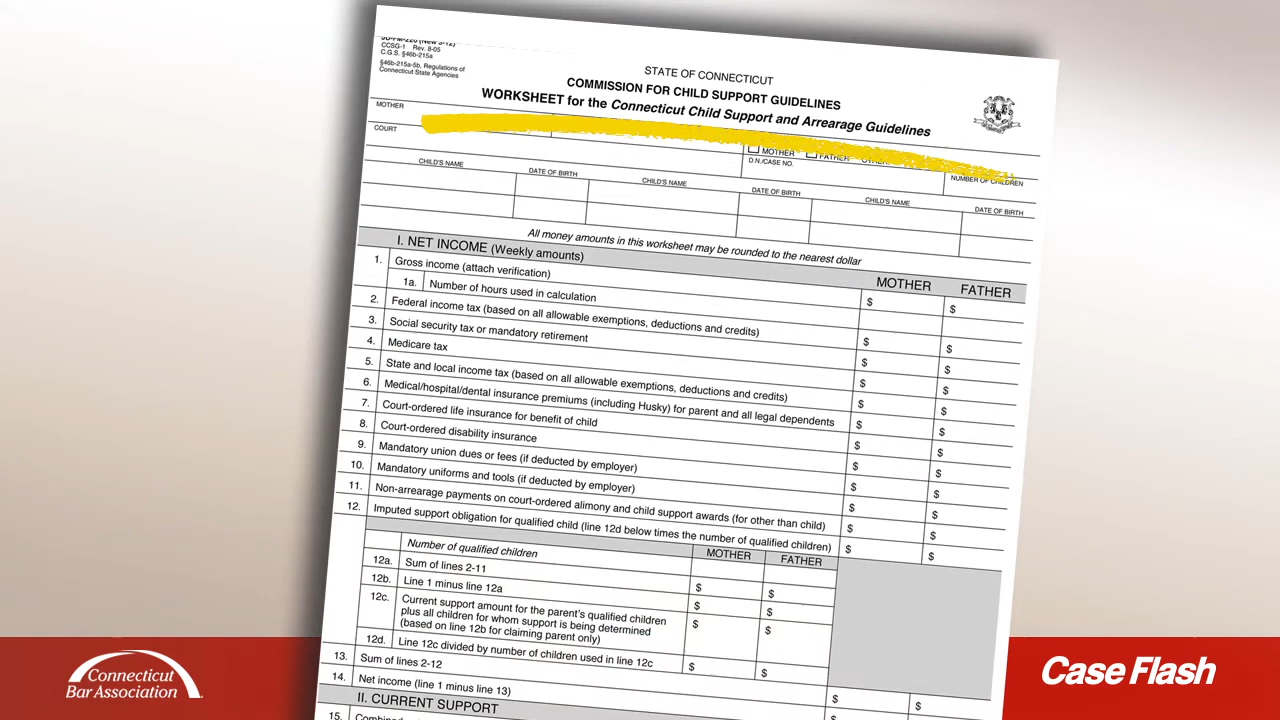 JD-FM-220 (New 3-12)
CCSG-1 Rev. 8-05
C.G.S. §46b-215a
§46b-215a-5b, Regulations of
Connecticut State Agencies
STATE OF CONNECTICUT
COMMISSION FOR CHILD SUPPORT GUIDELINES
WORKSHEET for the Connecticut Child Support and Arrearage Guidelines
MOTHER
COURT
MOTHER FATHER
D.N./CASE NO.
NUMBER OF CHILDREN
CHILD'S NAME DATE OF BIRTH CHILD'S NAME DATE OF BIRTH CHILD'S NAME DATE OF BIRTH
All money amounts in this worksheet may be rounded to the nearest dollar
I. NET INCOME (Weekly amounts) MOTHER FATHER
1. Gross income (attach verification) $ $
1a. Number of hours used in calculation
2. Federal income tax (based on all allowable exemptions, deductions and credits) $ $
3. Social security tax or mandatory retirement $ $
4. Medicare tax $ $
5. State and local income tax (based on all allowable exemptions, deductions and credits) $ $
6. Medical/hospital/dental insurance premiums (including Husky) for parent and all legal dependents $ $
7. Court-ordered life insurance for benefit of child $ $
8. Court-ordered disability insurance $ $
9. Mandatory union dues or fees (if deducted by employer) $ $
10. Mandatory uniforms and tools (if deducted by employer) $ $
11. Non-arrearage payments on court-ordered alimony and child support awards (for other than child) $ $
12. Imputed support obligation for qualified child (line 12d below times the number of qualified children) $ $
MOTHER FATHER
Number of qualified children
12a. Sum of lines 2-11 $ $
12b. Line 1 minus line 12a $ $
12c. Current support amount for the parent's qualified children $ $
plus all children for whom support is being determined
(based on line 12b for claiming parent only)
12d. Line 12c divided by number of children used in line 12c $ $
13. Sum of lines 2-12 $ $
14. Net income (line 1 minus line 13) $
II. CURRENT SUPPORT
15.
Connecticut
Bar Association
Case Flash